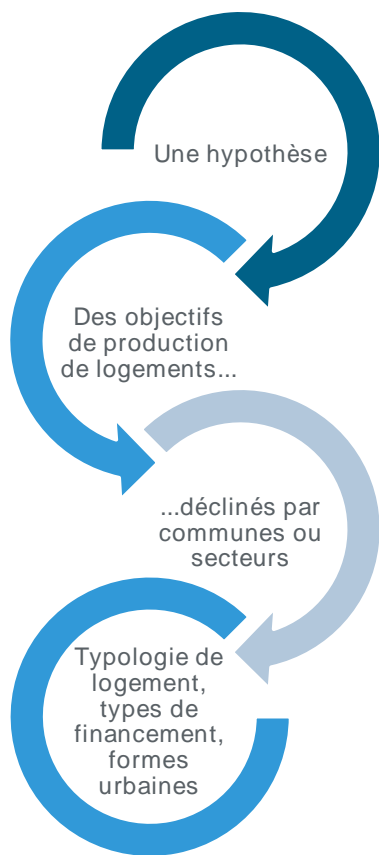 Une hypothèse
Des objectifs
de production
de logements...
...déclinés par
communes ou
secteurs
Typologie de
logement,
types de
financement,
formes
urbaines